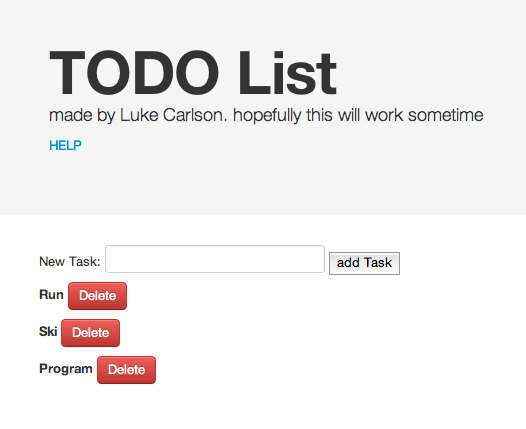 TODO List
made by Luke Carlson. hopefully this will work sometime
HELP
New Task: add Task
Run Delete
Ski Delete
Program Delete